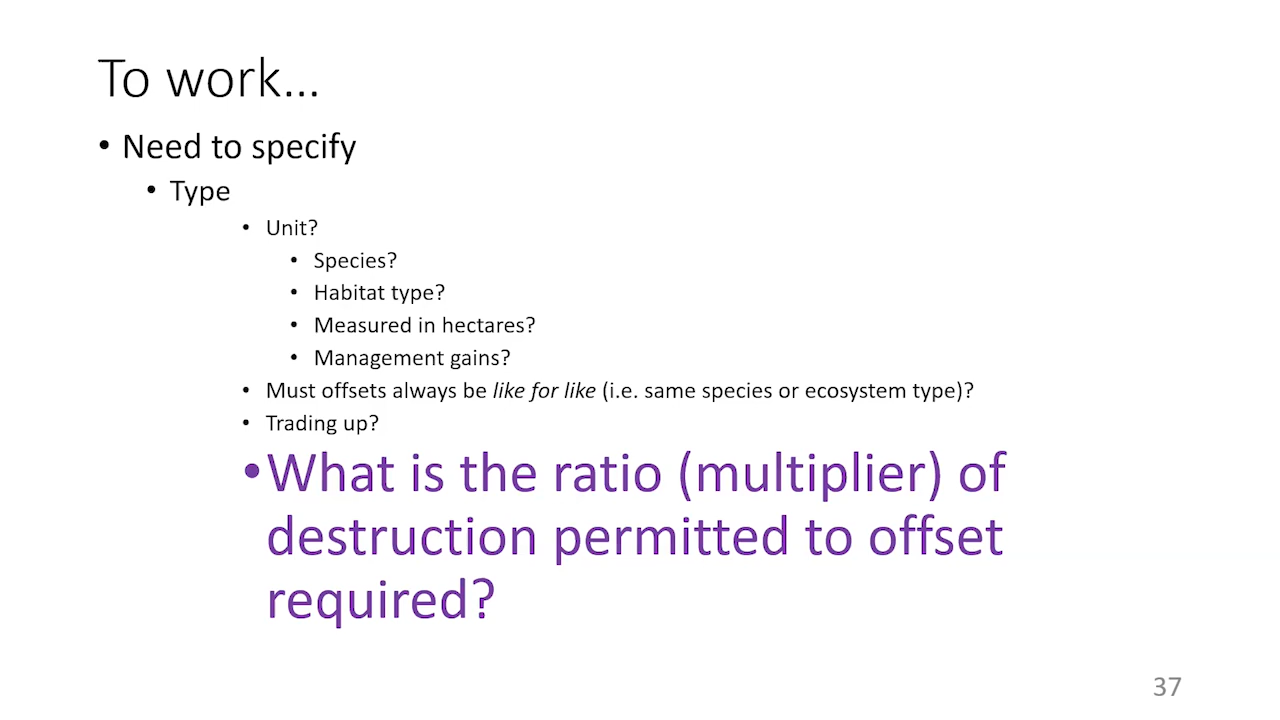 To work...
• Need to specify
• Type
• Unit?
• Species?
• Habitat type?
• Measured in hectares?
• Management gains?
• Must offsets always be like for like (i.e. same species or ecosystem type)?
• Trading up?
• What is the ratio (multiplier) of
destruction permitted to offset
required?
37